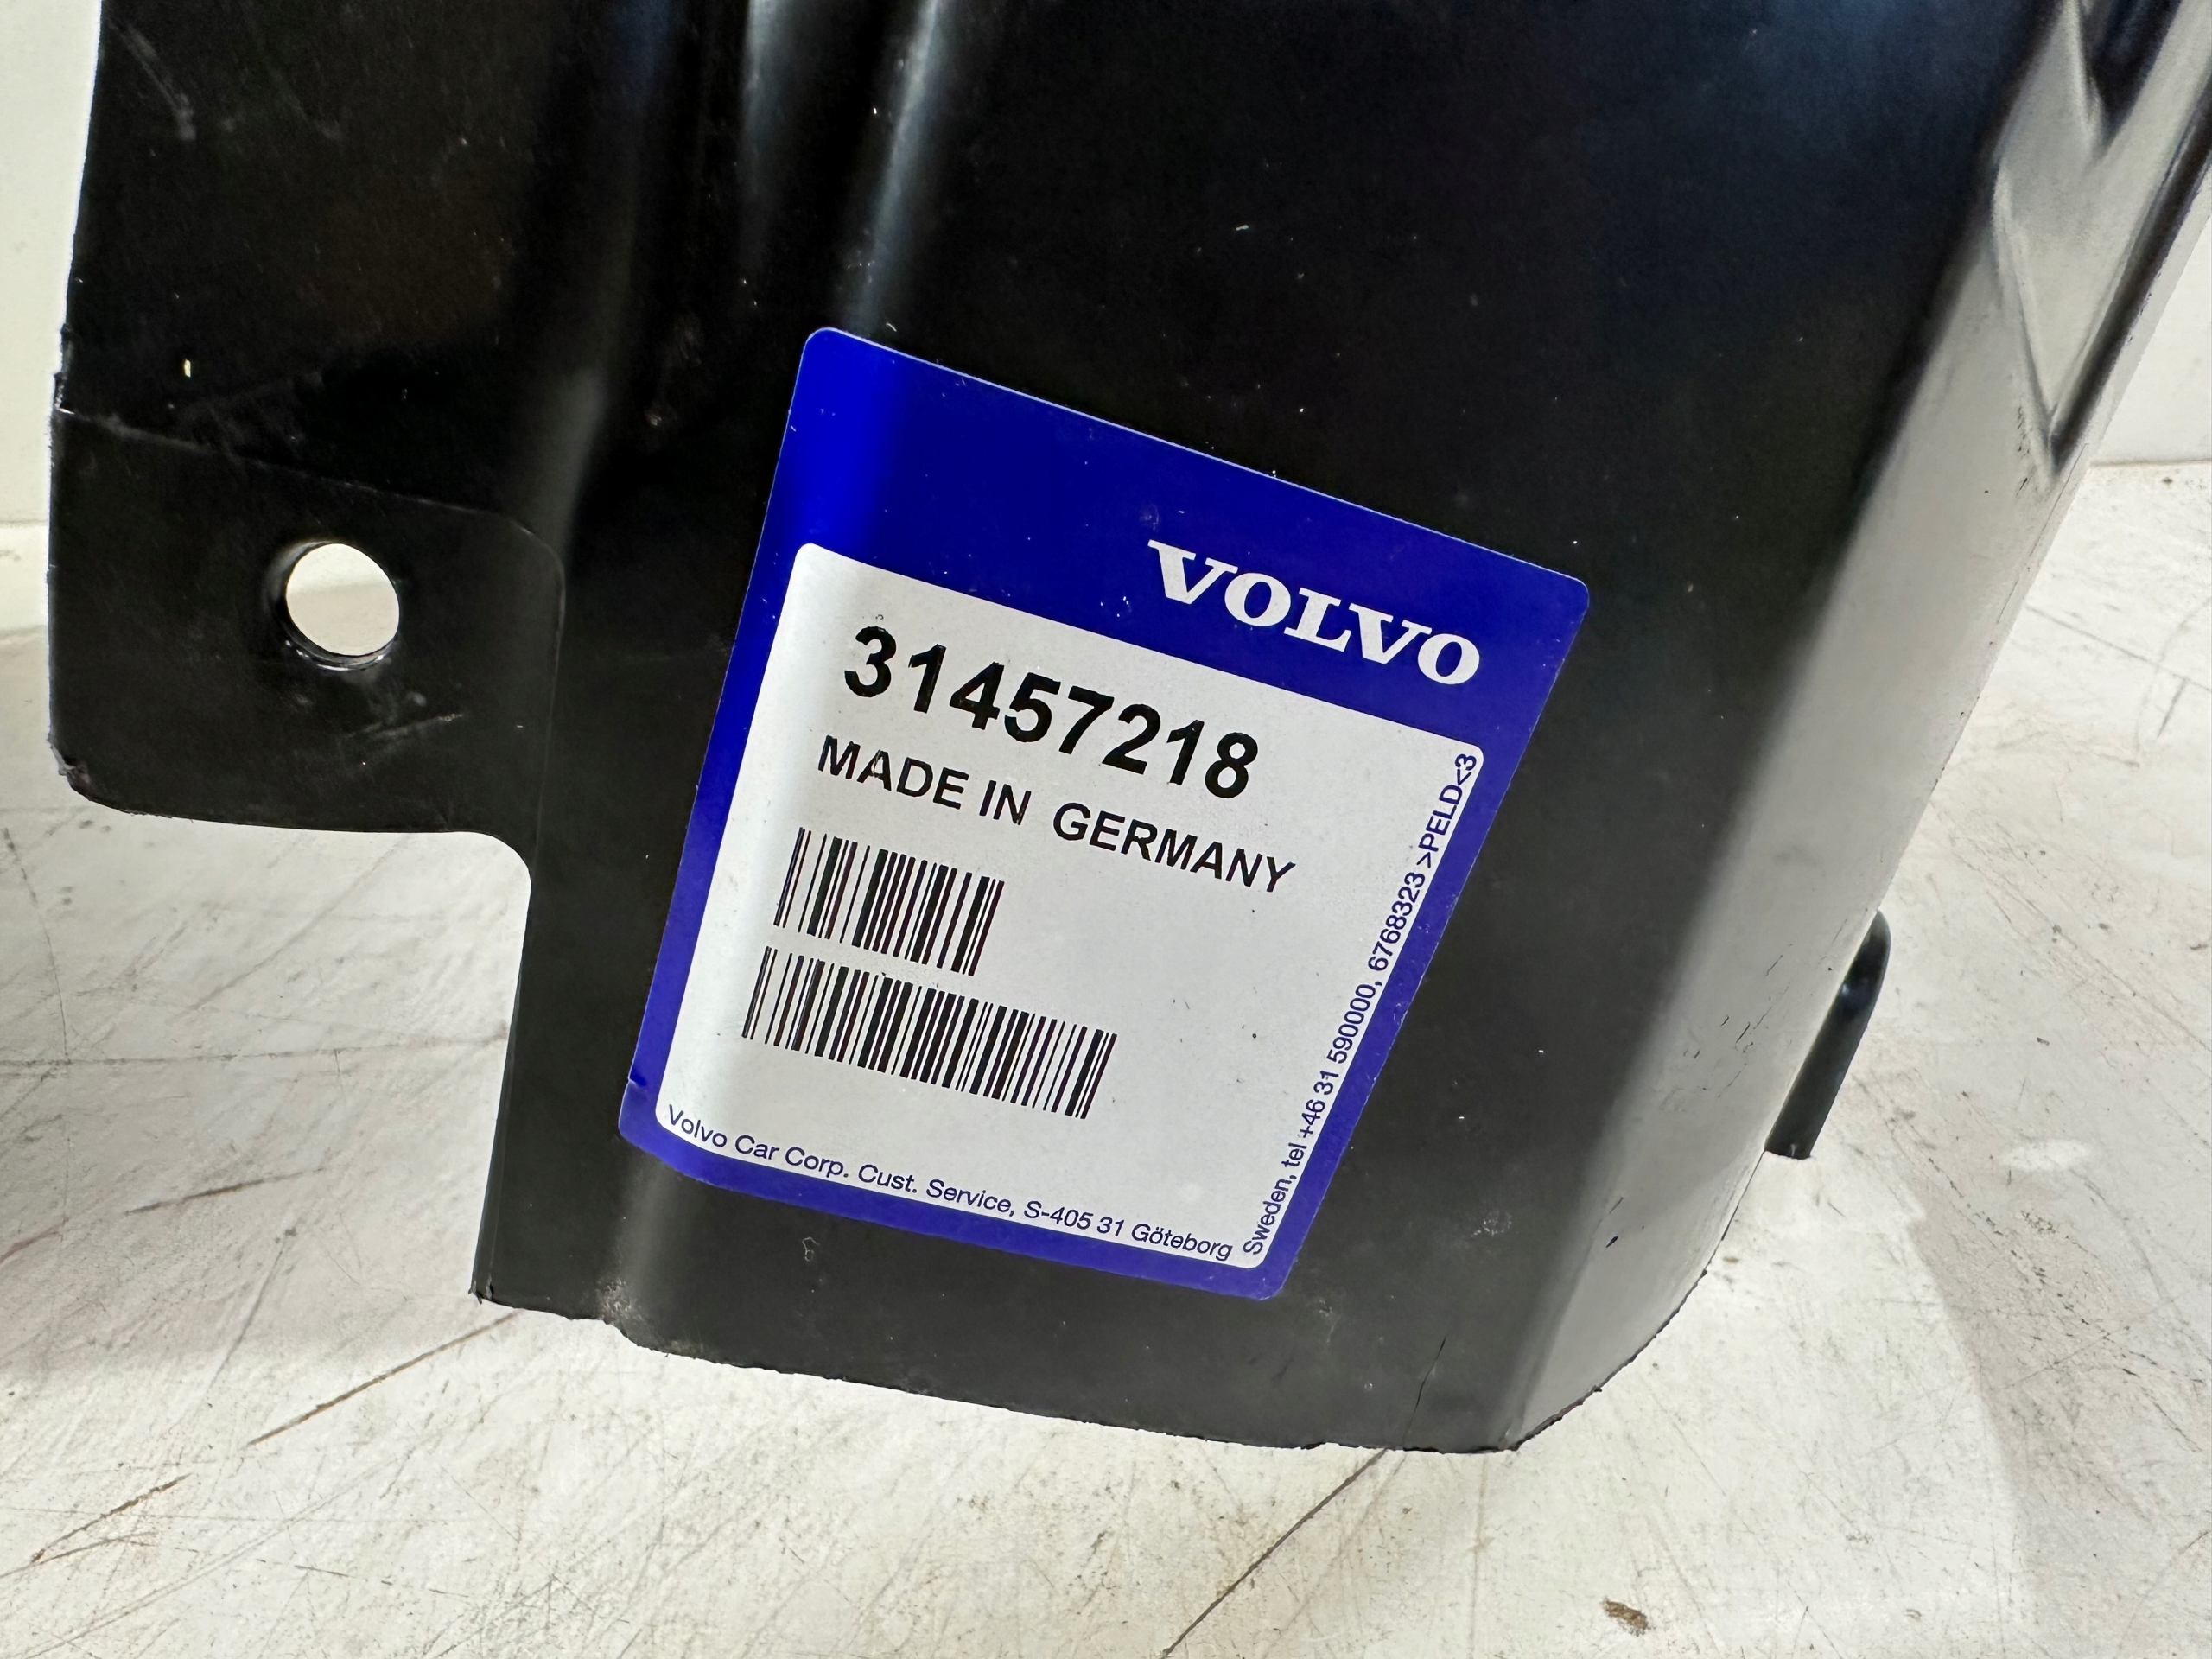 VOLVO
31457218
MADE IN GERMANY
Volvo Car Corp. Cust. Service, S-405 31 Göteborg
Sweden, tel +46 31 590000, 6768323 >PELD<3